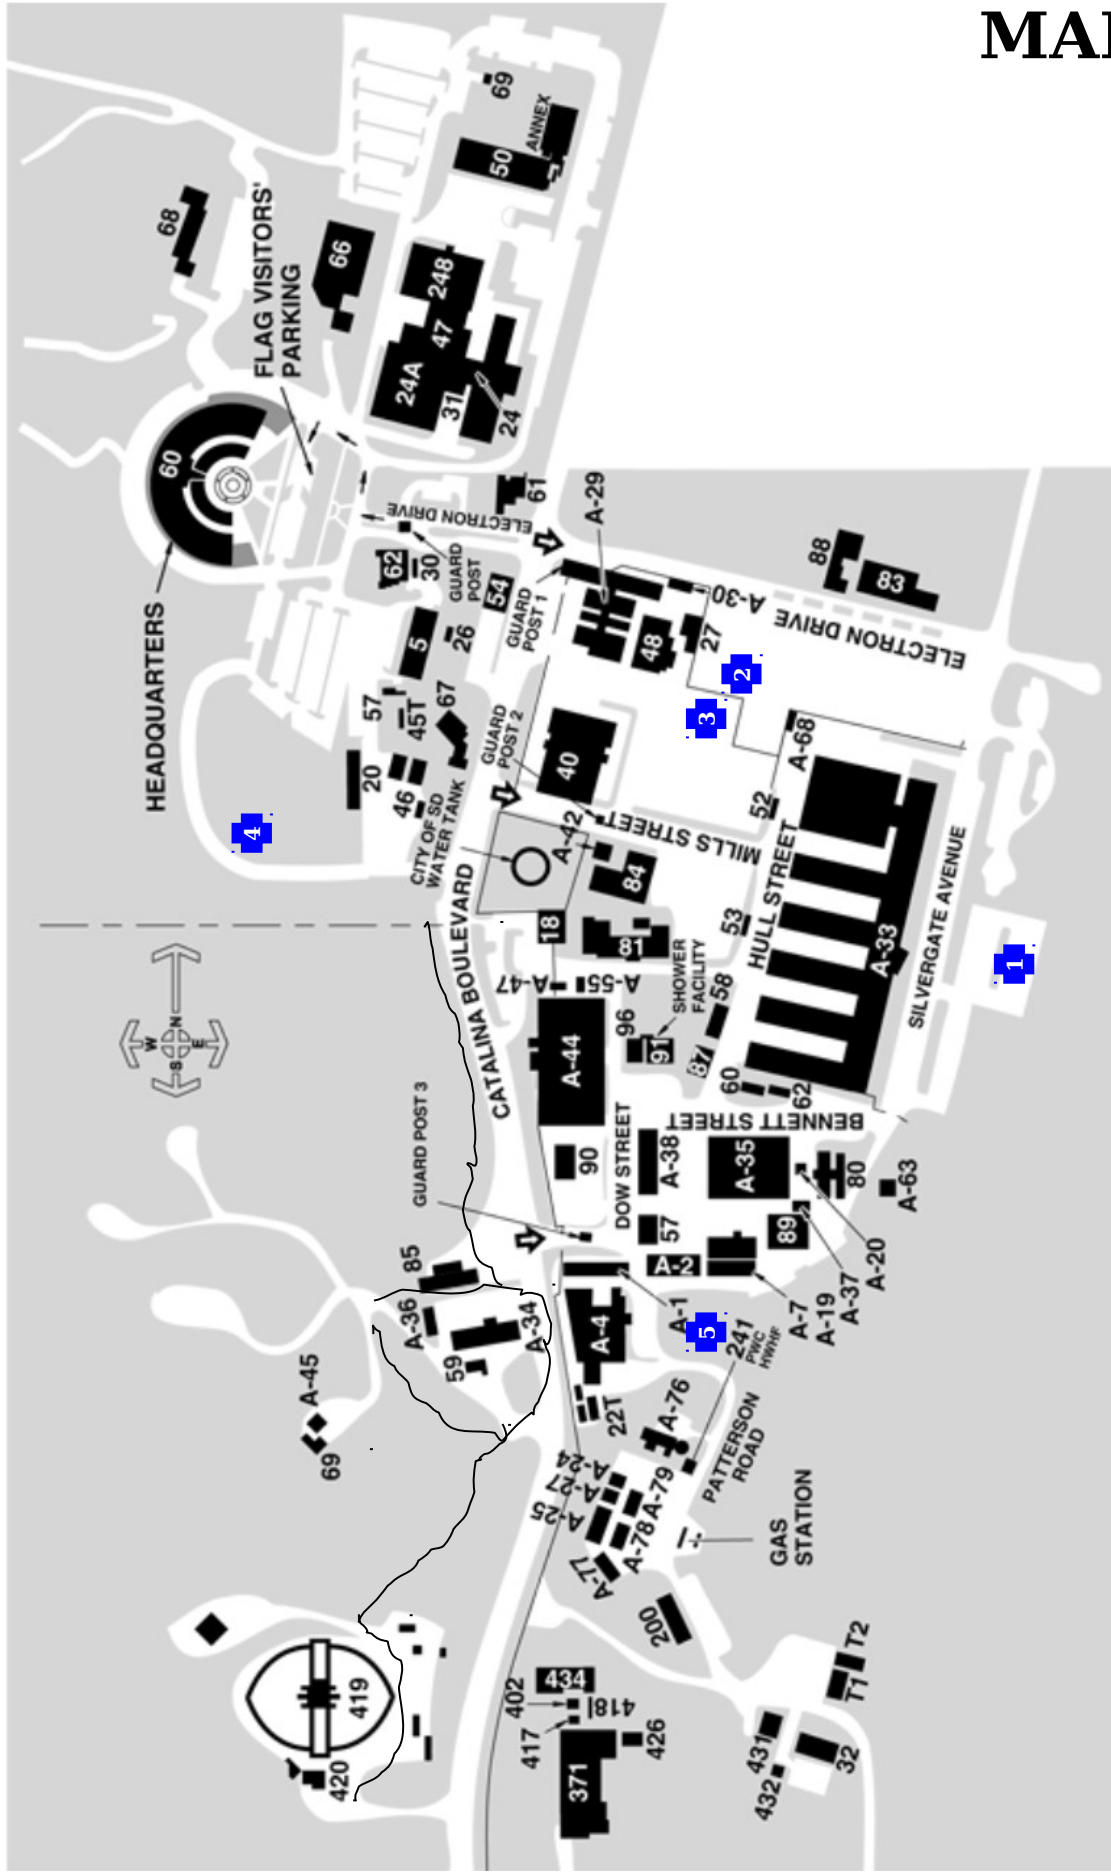 MAI
69
ANNEX
50
68
FLAG VISITORS'
PARKING
66
24B
47
24A
31
24
60
61
ELECTRON DRIVE
A-29
HEADQUARTERS
62
30
GUARD
POST
54
GUARD
POST 1
88
83
A-30
ELECTRON DRIVE
5
26
48
27
2
3
57
45T
67
GUARD
POST 2
20
46
40
A-68
4
CITY OF SD
WATER TANK
A-42
MILLS STREET
52
84
HULL STREET
CATALINA BOULEVARD
18
81
53
A-33
SILVERGATE AVENUE
1
A-47
A-55
SHOWER
FACILITY
W
N
S
E
A-44
96
91
58
87
60
62
BENNETT STREET
GUARD POST 3
DOW STREET
90
A-38
A-35
80
A-63
57
89
A-20
A-37
85
A-2
A-1
A-7
A-19
A-36
A-34
A-4
5
241
PWC
HWHF
59
A-45
69
22T
A-76
PATTERSON
ROAD
A-24
A-27
A-25
A-79
A-78
A-77
GAS
STATION
200
T2
T1
419
420
402
434
418
417
426
371
431
432
32